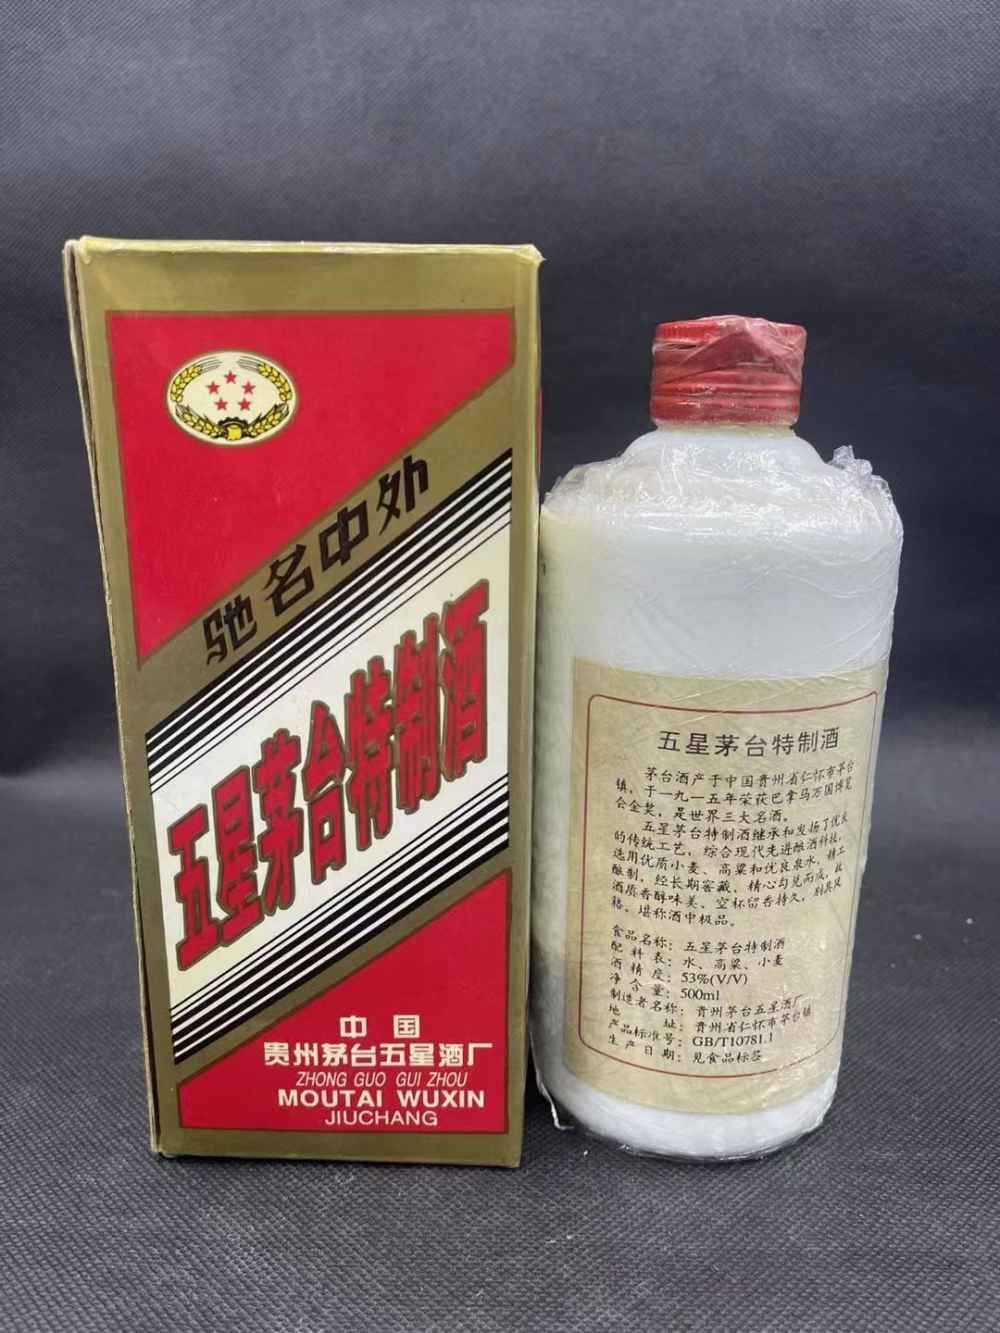 驰名中外
五星茅台特制酒
中国
贵州茅台五星酒厂
ZHONG GUO GUI ZHOU
MOUTAI WUXIN
JIUCHANG
五星茅台特制酒
茅台酒产于中国贵州省仁怀市茅台
镇，于一九一五年荣获巴拿马万国博览
会金奖，是世界三大名酒。
五星茅台特制酒继承和发扬了优良
的传统工艺，综合现代先进酿酒科技，
选用优质小麦、高粱和优良泉水，精工
酿制，经长期窖藏、精心勾兑而成，故
酒质香醇味美、空杯留香持久，别具风
格，堪称酒中极品。
食品名称：五星茅台特制酒
配料表：水、高粱、小麦
酒精度：53%(V/V)
净含量：500ml
制造者名称：贵州茅台五星酒厂
地址：贵州省仁怀市茅台镇
产品标准号：GB/T10781.1
生产日期：见食品标签